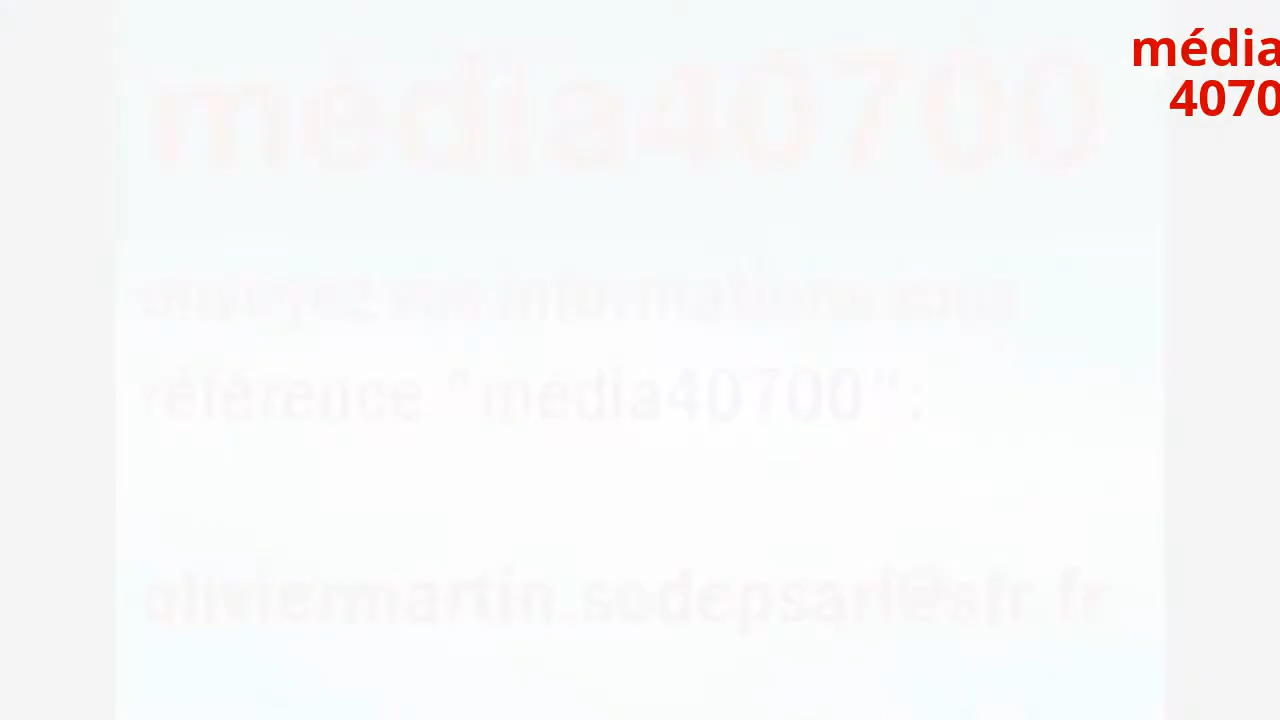 média
4070
média40700
envoyez vos informations sous
référence "média40700":
oliviermartin.sodepsarl@sfr.fr